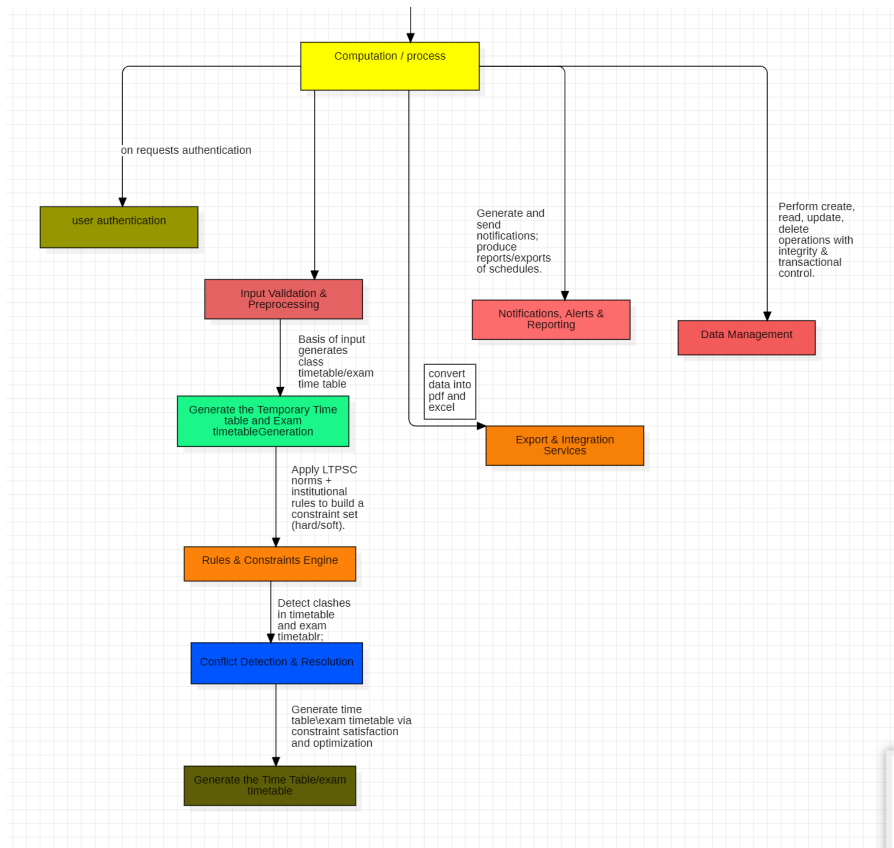 Computation / process
on requests authentication
user authentication
Generate and
send
notifications;
produce
reports/exports
of schedules.
Perform create,
read, update,
delete
operations with
integrity &
transactional
control.
Input Validation &
Preprocessing
Notifications, Alerts &
Reporting
Data Management
Basis of input
generates
class
timetable/exam
time table
convert
data into
pdf and
excel
Generate the Temporary Time
table and Exam
timetableGeneration
Export & Integration
Services
Apply LTPSC
norms +
institutional
rules to build a
constraint set
(hard/soft).
Rules & Constraints Engine
Detect clashes
in timetable
and exam
timetablr;
Conflict Detection & Resolution
Generate time
table\exam timetable via
constraint satisfaction
and optimization
Generate the Time Table/exam
timetable